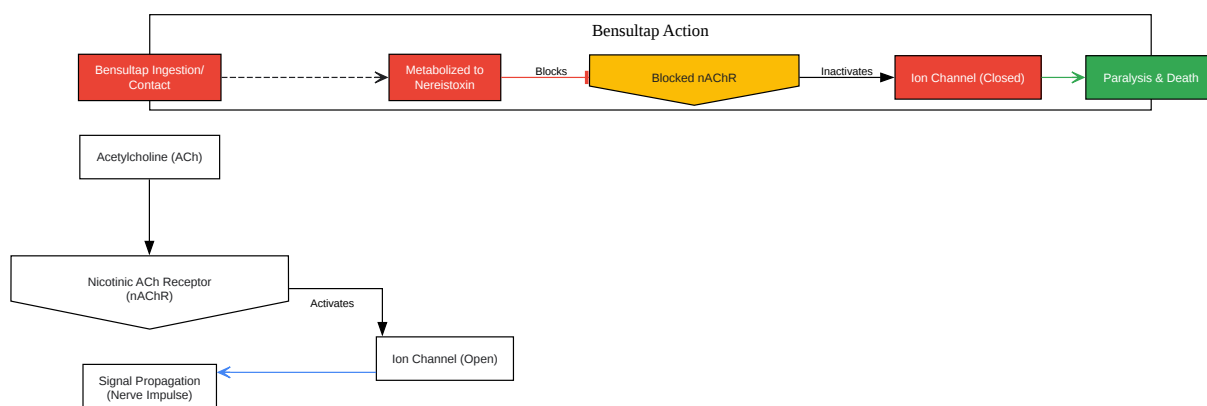 Bensultap Action
Bensultap Ingestion/
Contact
Metabolized to
Nereistoxin
Blocks
Blocked nAChR
Inactivates
Ion Channel (Closed)
Paralysis & Death
Acetylcholine (ACh)
Nicotinic ACh Receptor
(nAChR)
Activates
Ion Channel (Open)
Signal Propagation
(Nerve Impulse)